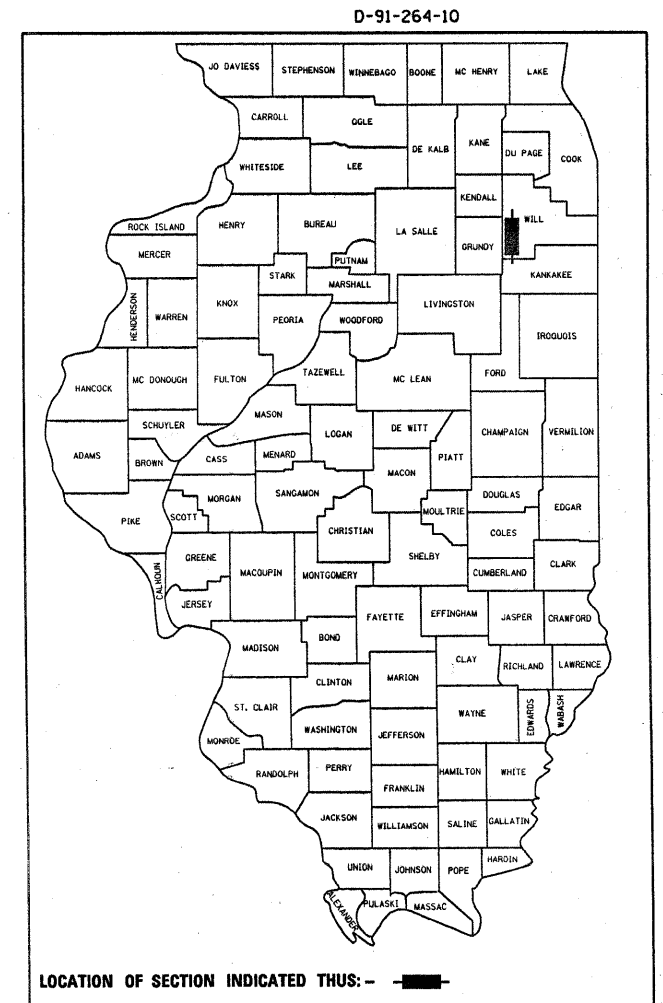 D-91-264-10
JO DAVIESS
STEPHENSON
WINNEBAGO
BOONE
MC HENRY
LAKE
CARROLL
OGLE
DE KALB
KANE
DU PAGE
COOK
WHITESIDE
LEE
KENDALL
WILL
ROCK ISLAND
HENRY
BUREAU
LA SALLE
GRUNDY
MERCER
PUTNAM
STARK
MARSHALL
KANKAKEE
HENDERSON
WARREN
KNOX
PEORIA
WOODFORD
LIVINGSTON
IROQUOIS
HANCOCK
MC DONOUGH
FULTON
TAZEWELL
MC LEAN
FORD
MASON
SCHUYLER
LOGAN
DE WITT
CHAMPAIGN
VERMILION
ADAMS
BROWN
CASS
MENARD
PIATT
MACON
MORGAN
SANGAMON
DOUGLAS
EDGAR
PIKE
SCOTT
CHRISTIAN
MOULTRIE
COLES
GREENE
MACOUPIN
MONTGOMERY
SHELBY
CUMBERLAND
CLARK
CALHOUN
JERSEY
FAYETTE
EFFINGHAM
JASPER
CRAWFORD
MADISON
BOND
CLAY
RICHLAND
LAWRENCE
CLINTON
MARION
ST. CLAIR
WAYNE
EDWARDS
WABASH
WASHINGTON
JEFFERSON
MONROE
RANDOLPH
PERRY
HAMILTON
WHITE
FRANKLIN
JACKSON
WILLIAMSON
SALINE
GALLATIN
UNION
JOHNSON
POPE
HARDIN
ALEXANDER
PULASKI
MASSAC
LOCATION OF SECTION INDICATED THUS: -